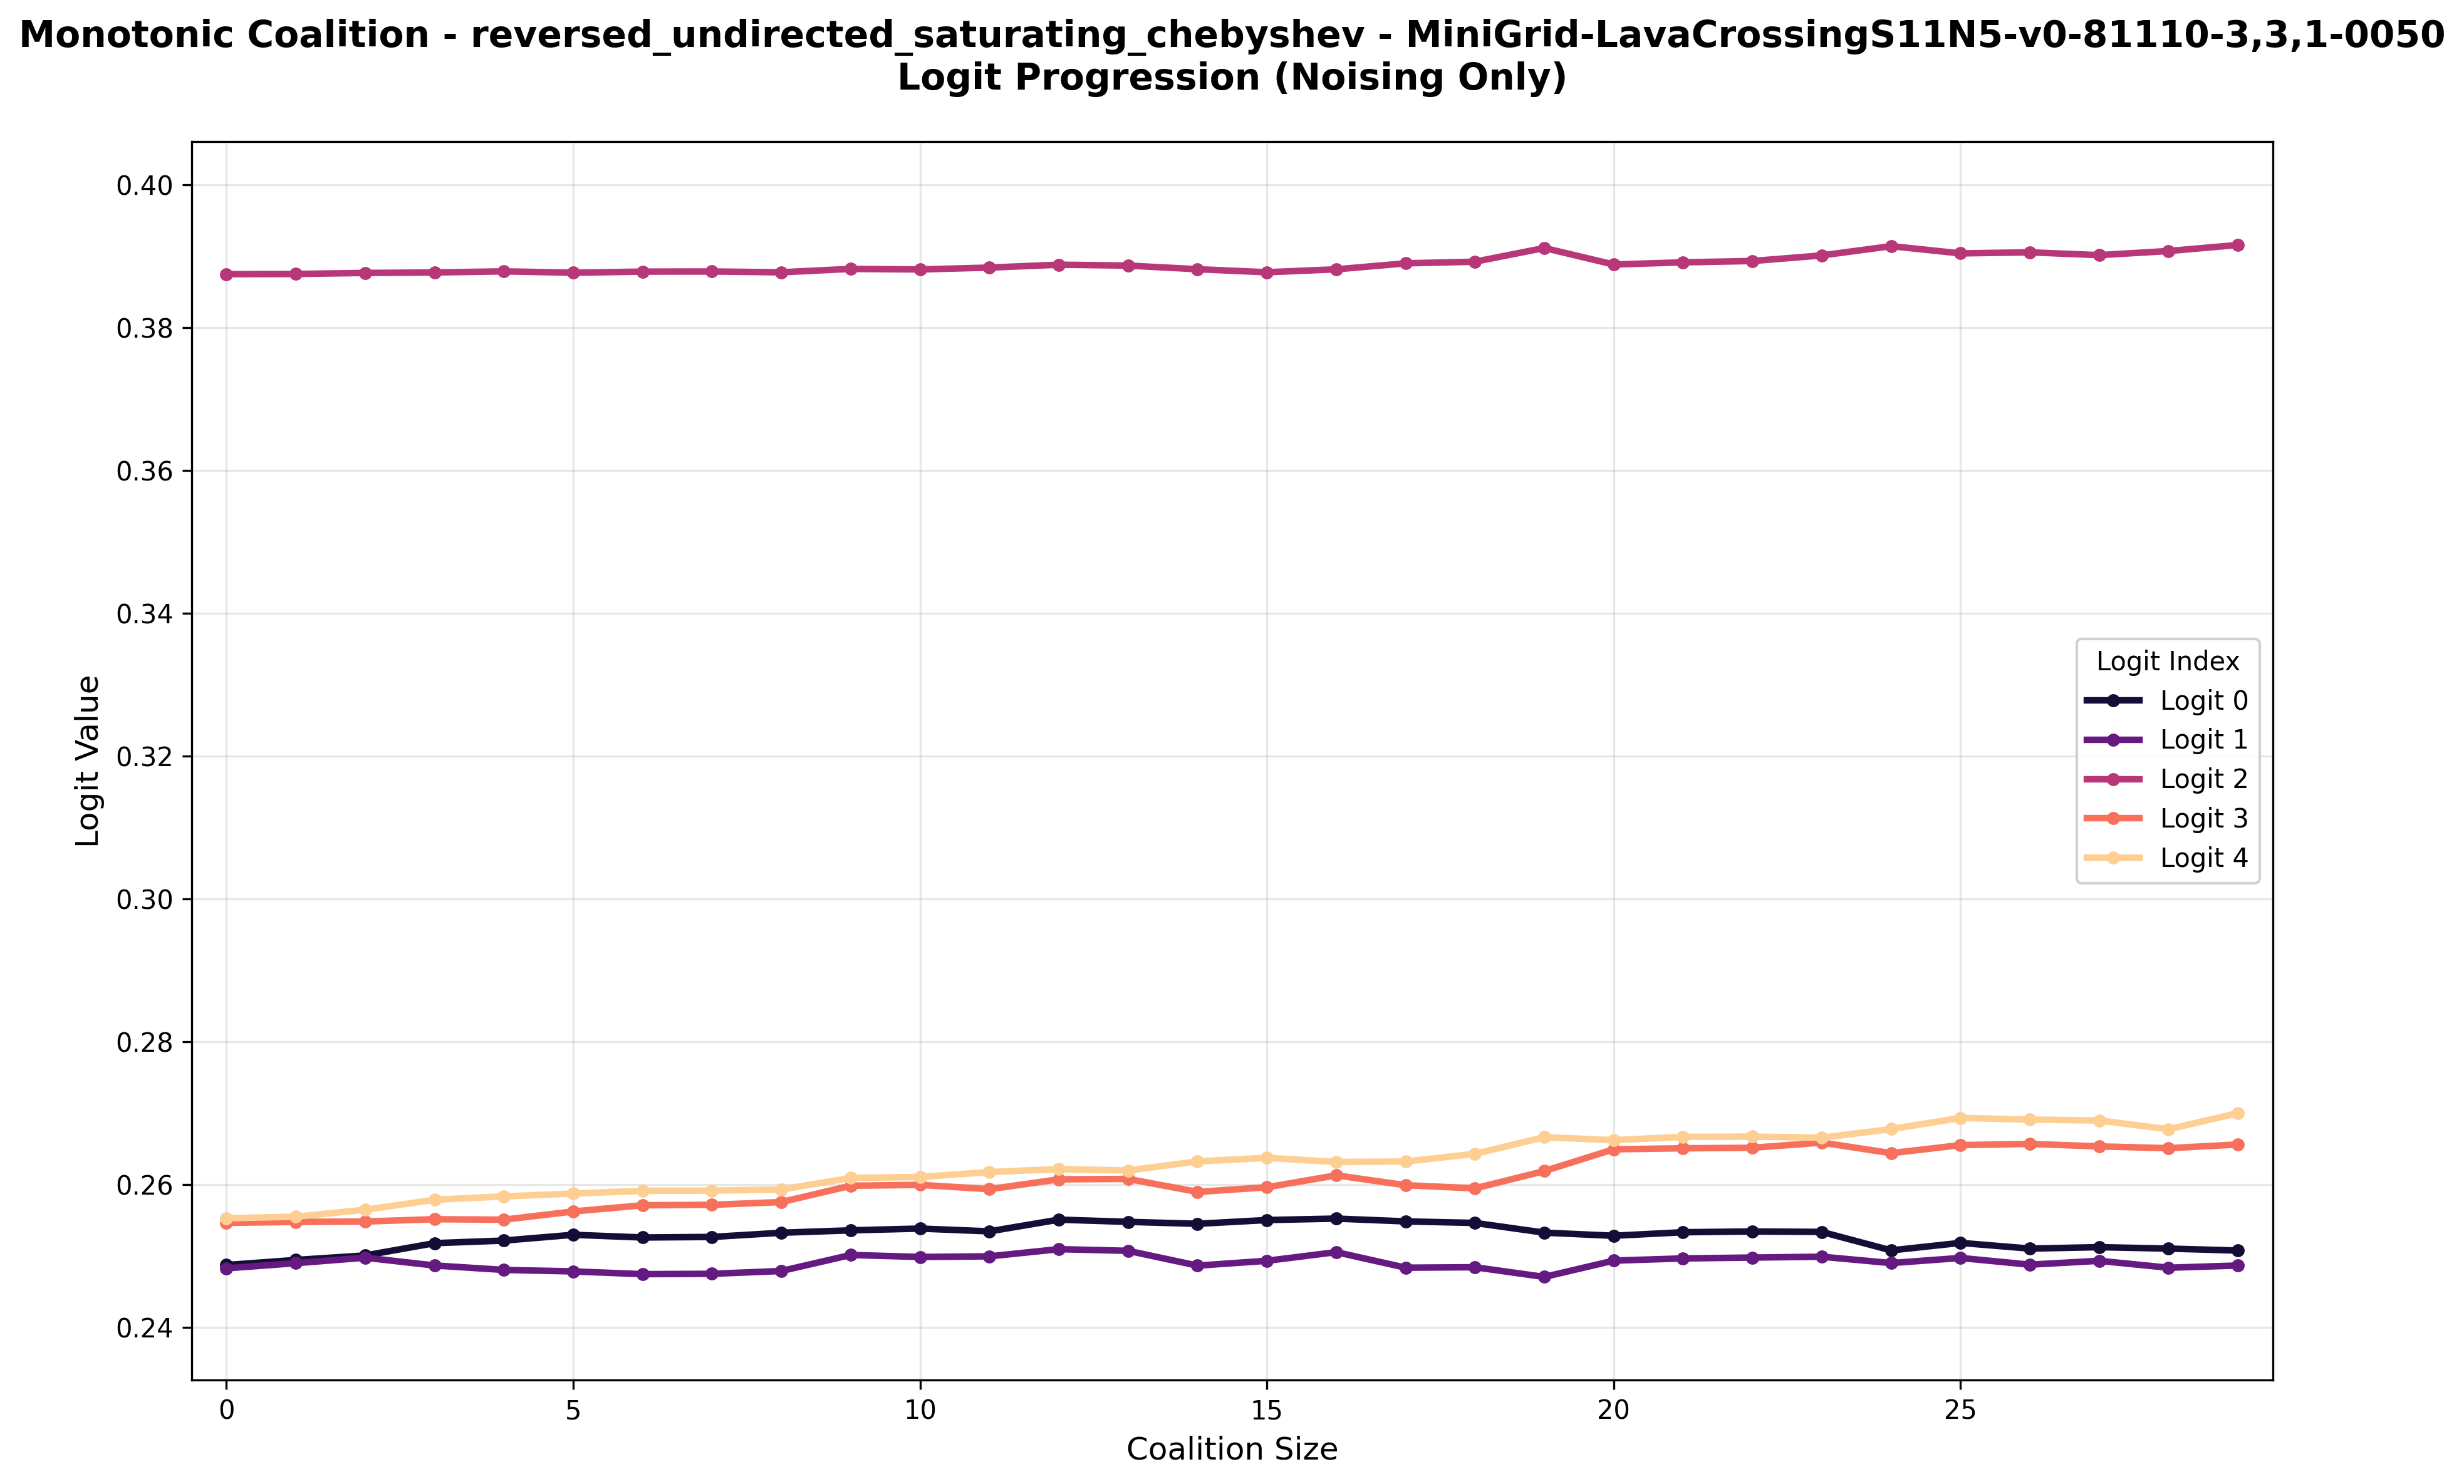 Monotonic Coalition - reversed_undirected_saturating_chebyshev - MiniGrid-LavaCrossingS11N5-v0-81110-3,3,1-0050
Logit Progression (Noising Only)
Logit Value
0.40
0.38
0.36
0.34
0.32
0.30
0.28
0.26
0.24
Logit Index
Logit 0
Logit 1
Logit 2
Logit 3
Logit 4
0
5
10
15
20
25
Coalition Size